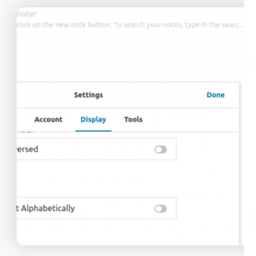 note!
click on the new note button. To search your notes, type in the searc...
Settings Done
Account Display Tools
ersed
t Alphabetically